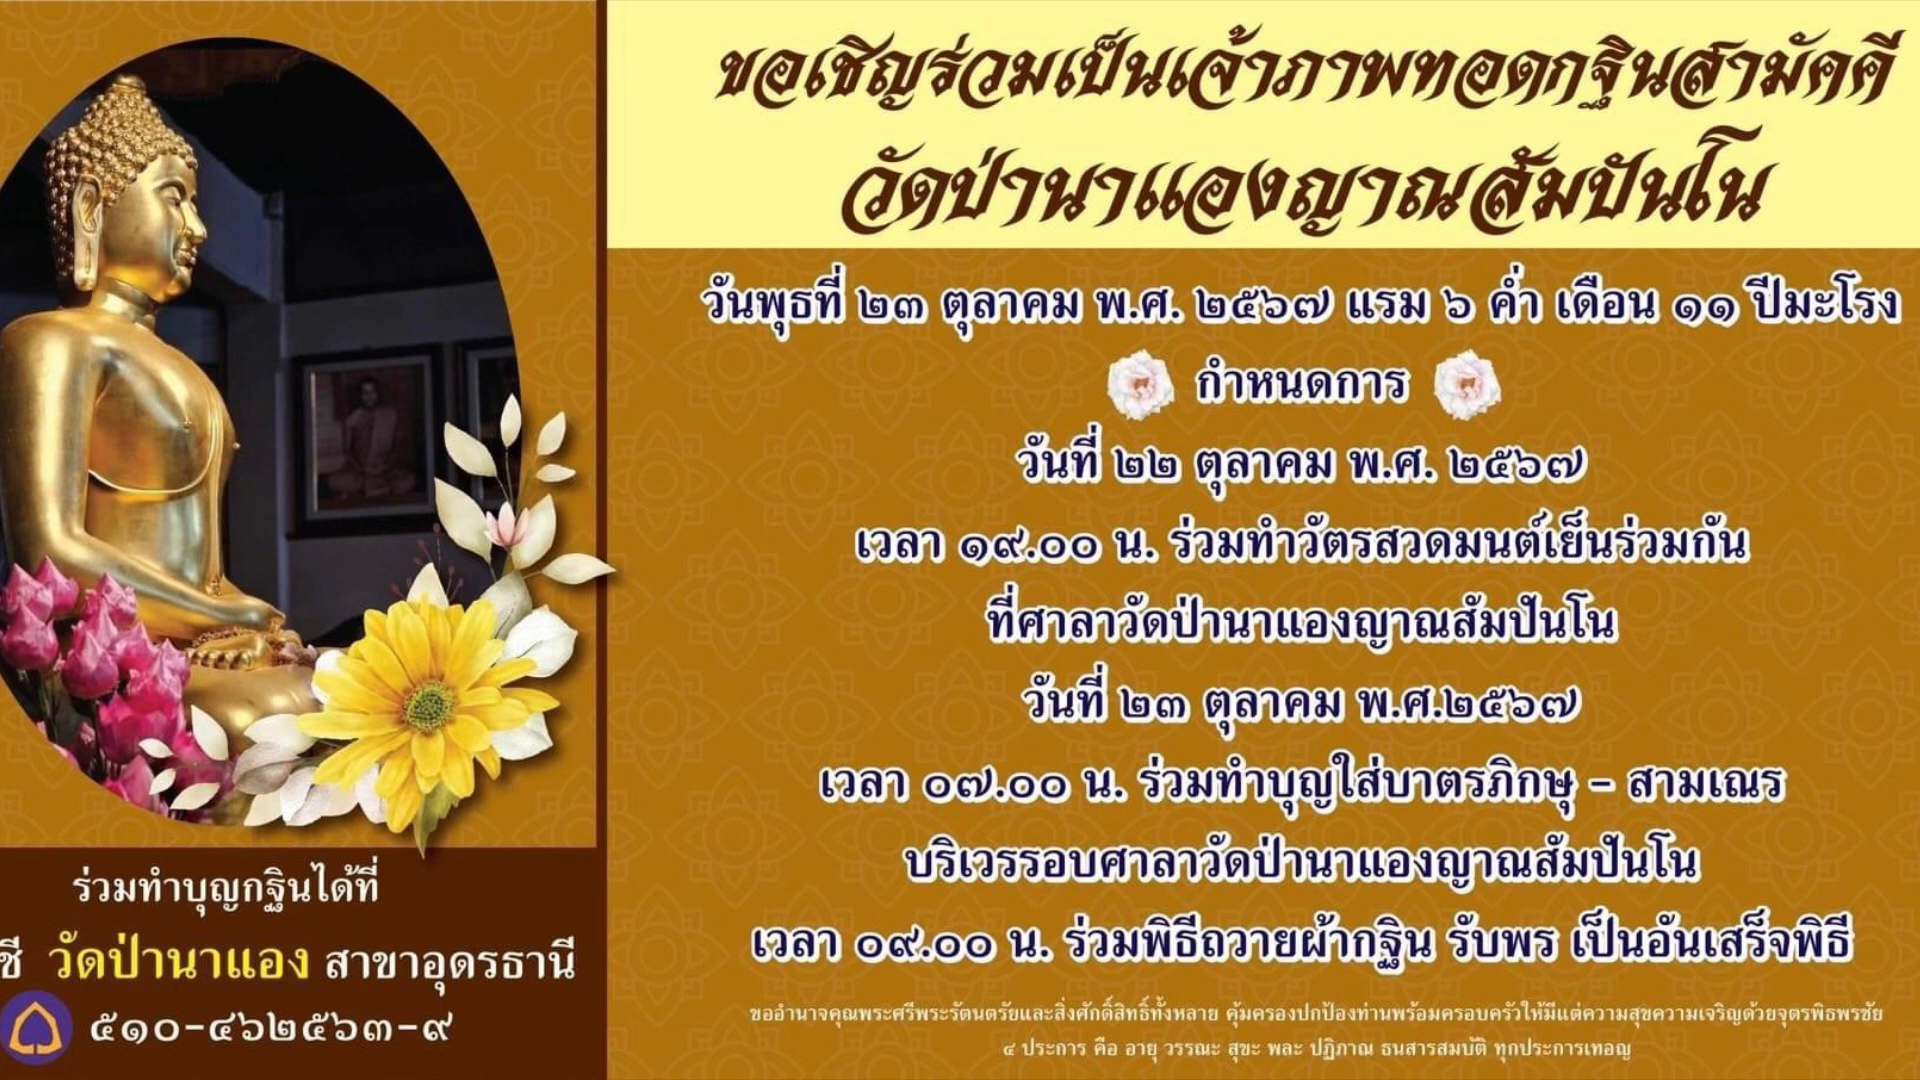 ขอเชิญร่วมเป็นเจ้าภาพทอดกฐินสามัคคี
วัดป่านาแองญาณสัมปันโน
วันพุธที่ ๒๓ ตุลาคม พ.ศ. ๒๕๖๗ แรม ๖ ค่ำ เดือน ๑๑ ปีมะโรง
กำหนดการ
วันที่ ๒๒ ตุลาคม พ.ศ. ๒๕๖๗
เวลา ๑๙.๐๐ น. ร่วมทำวัตรสวดมนต์เย็นร่วมกัน
ที่ศาลาวัดป่านาแองญาณสัมปันโน
วันที่ ๒๓ ตุลาคม พ.ศ.๒๕๖๗
เวลา ๐๗.๐๐ น. ร่วมทำบุญใส่บาตรภิกษุ - สามเณร
บริเวรรอบศาลาวัดป่านาแองญาณสัมปันโน
เวลา ๐๙.๐๐ น. ร่วมพิธีถวายผ้ากฐิน รับพร เป็นอันเสร็จพิธี
ขออำนาจคุณพระศรีพระรัตนตรัยและสิ่งศักดิ์สิทธิ์ทั้งหลาย คุ้มครองปกป้องท่านพร้อมครอบครัวให้มีแต่ความสุขความเจริญด้วยจุตรพิธพรชัย
๔ ประการ คือ อายุ วรรณะ สุขะ พละ ปฏิภาณ ธนสารสมบัติ ทุกประการเทอญ
ร่วมทำบุญกฐินได้ที่
ชี วัดป่านาแอง สาขาอุดรธานี
๕๑๐-๔๖๒๕๖๓-๙